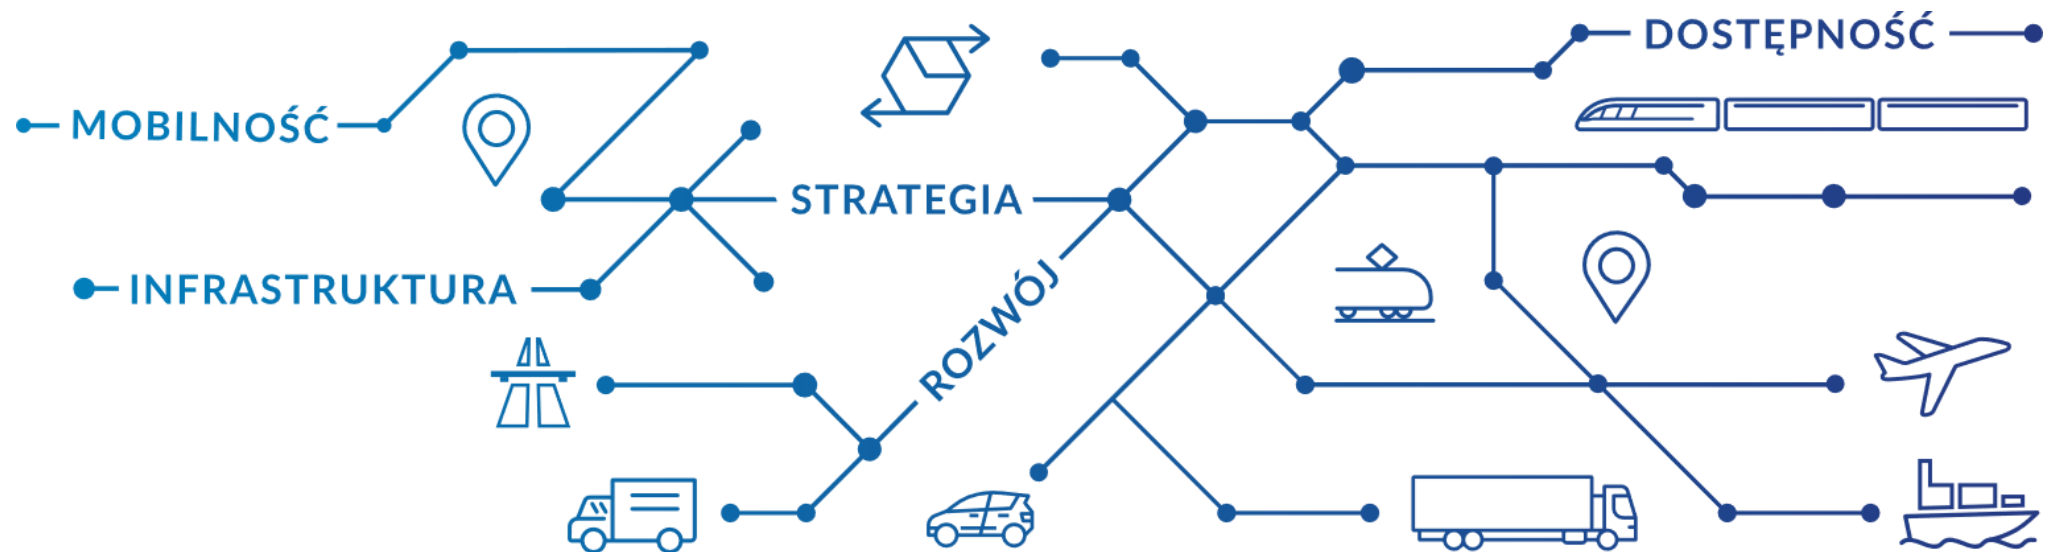 DOSTĘPNOŚĆ
MOBILNOŚĆ
STRATEGIA
INFRASTRUKTURA
ROZWÓJ